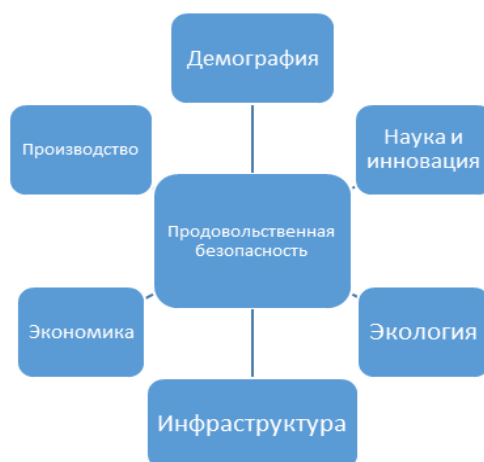 Демография
Производство
Наука и
инновация
Продовольственная
безопасность
Экономика
Экология
Инфраструктура